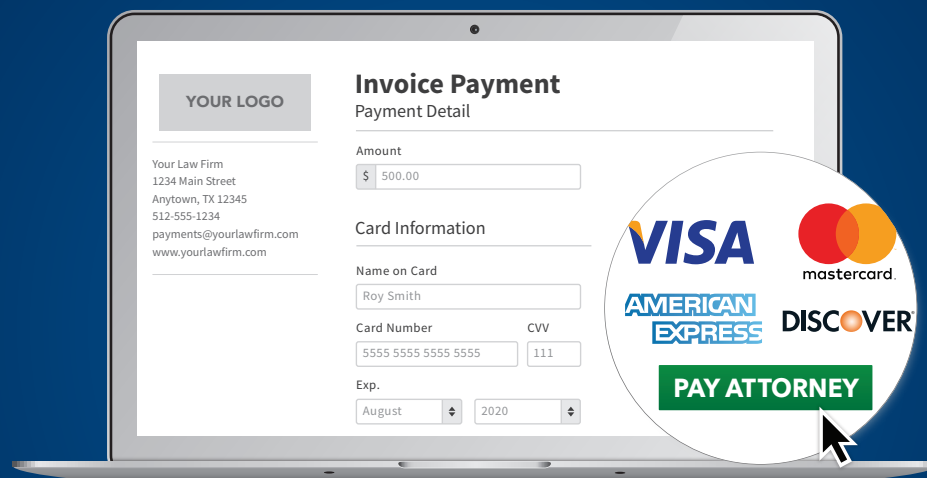 YOUR LOGO
Your Law Firm
1234 Main Street
Anytown, TX 12345
512-555-1234
payments@yourlawfirm.com
www.yourlawfirm.com
Invoice Payment
Payment Detail
Amount
$ 500.00
Card Information
Name on Card
Roy Smith
Card Number CVV
5555 5555 5555 5555 111
Exp.
August 2020
VISA
mastercard.
AMERICAN
EXPRESS
DISCOVER
PAY ATTORNEY